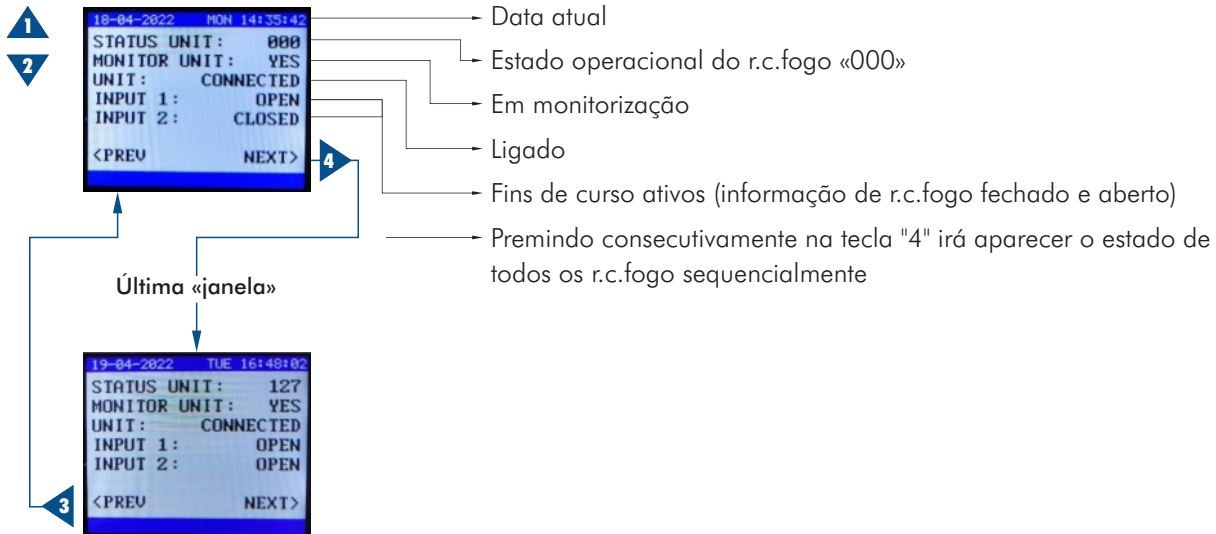 1
2
18-04-2022 MON 14:35:42
STATUS UNIT: 000
MONITOR UNIT: YES
UNIT: CONNECTED
INPUT 1: OPEN
INPUT 2: CLOSED
<PREV NEXT>
4
Data atual
Estado operacional do r.c.fogo «000»
Em monitorização
Ligado
Fins de curso ativos (informação de r.c.fogo fechado e aberto)
Premindo consecutivamente na tecla "4" irá aparecer o estado de
todos os r.c.fogo sequencialmente
Última «janela»
19-04-2022 TUE 16:48:02
STATUS UNIT: 127
MONITOR UNIT: YES
UNIT: CONNECTED
INPUT 1: OPEN
INPUT 2: OPEN
3
<PREV NEXT>